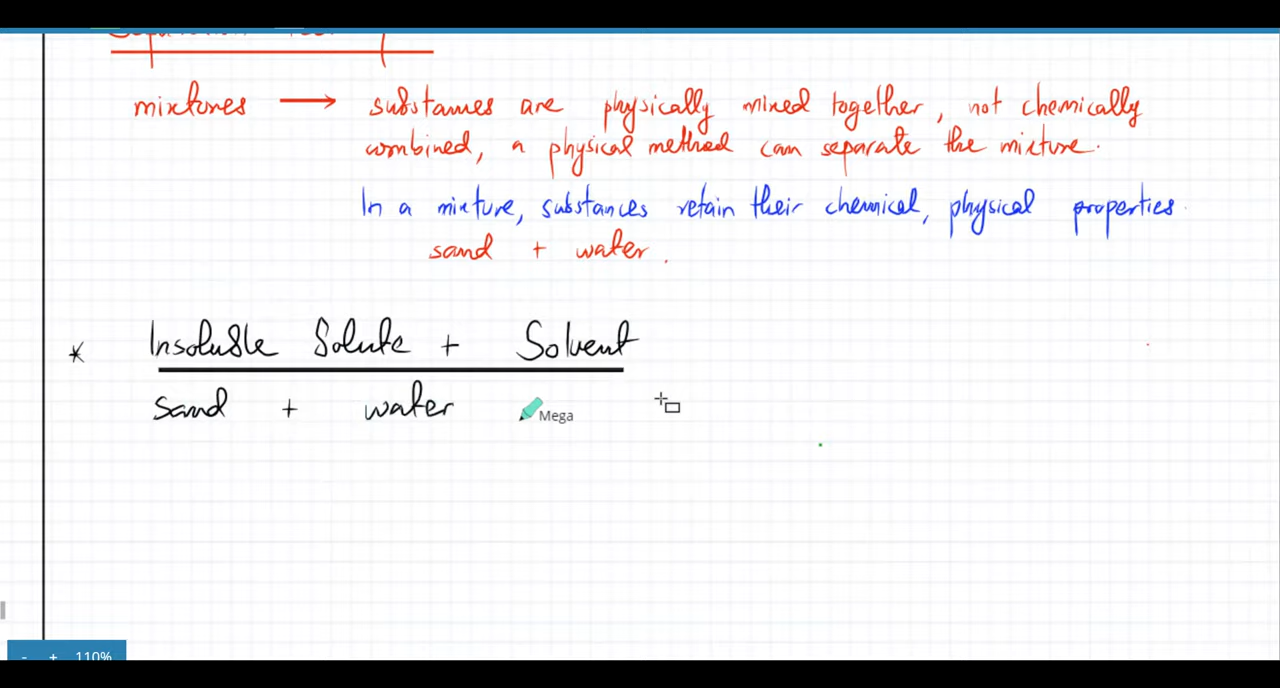 mixtures → substances are physically mixed together, not chemically
combined, a physical method can separate the mixture.
In a mixture, substances retain their chemical, physical properties.
sand + water.
* Insoluble Solute + Solvent
sand + water
Mega
- + 110%